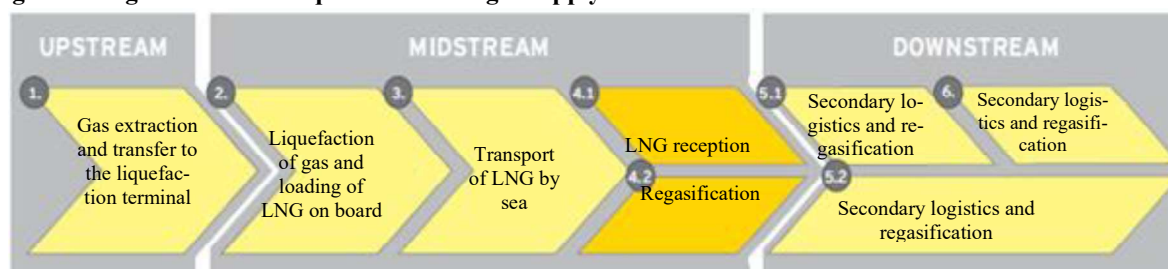 UPSTREAM
MIDSTREAM
DOWNSTREAM
1.
Gas extraction
and transfer to
the liquefac-
tion terminal
2.
Liquefaction
of gas and
loading of
LNG on board
3.
Transport
of LNG by
sea
4.1
LNG reception
4.2
Regasification
5.1
Secondary lo-
gistics and re-
gasification
6.
Secondary logis-
tics and regasifi-
cation
5.2
Secondary logistics and
regasification